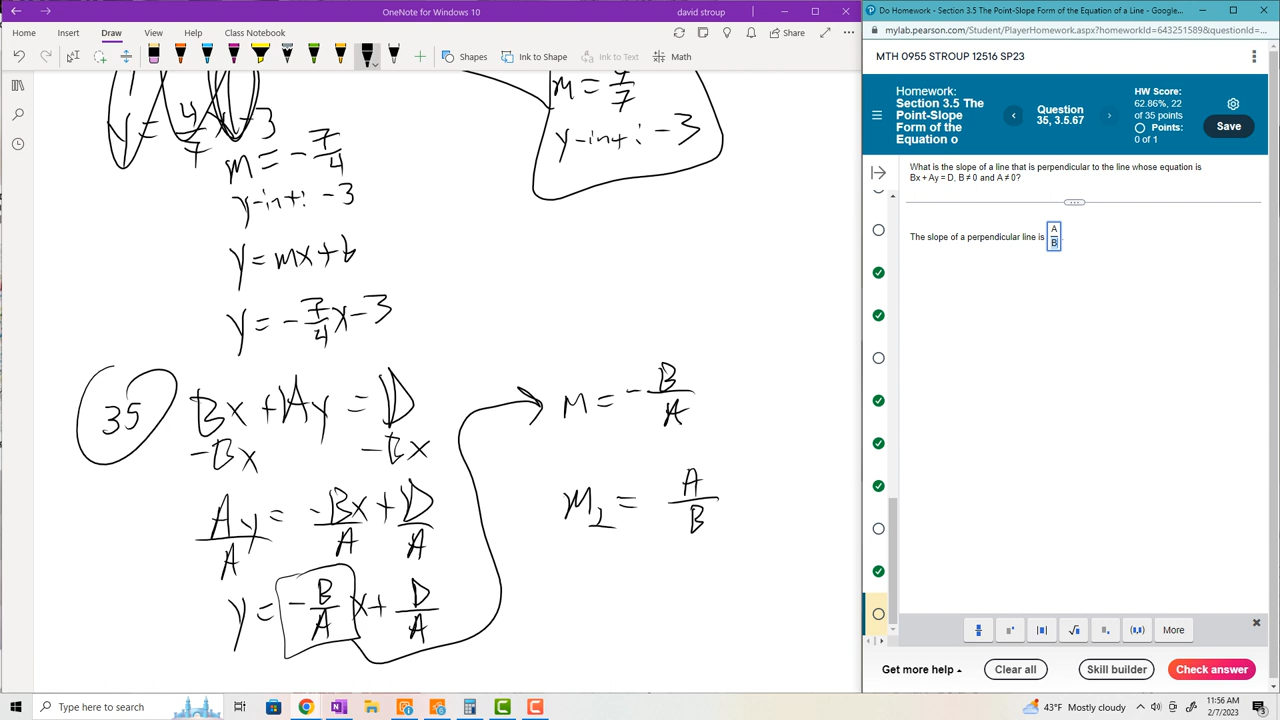 OneNote for Windows 10
david stroup
Home
Insert
Draw
View
Help
Class Notebook
Share
Shapes
Ink to Shape
Math
y = 4/7 x - 3
m = -7/4
y-int: -3
y = mx + b
y = -7/4 x - 3
y-int: -3
35
Bx + Ay = D
-Bx -Bx
Ay/A = -Bx/A + D/A
y = -B/A x + D/A
m = -B/A
m⊥ = A/B
Do Homework - Section 3.5 The Point-Slope Form of the Equation of a Line - Google...
mylab.pearson.com/Student/PlayerHomework.aspx?homeworkId=643251589&questionId=...
MTH 0955 STROUP 12516 SP23
Homework:
Section 3.5 The
Point-Slope
Form of the
Equation o
Question
35, 3.5.67
HW Score:
62.86%, 22
of 35 points
Points:
0 of 1
Save
What is the slope of a line that is perpendicular to the line whose equation is
Bx + Ay = D, B ≠ 0 and A ≠ 0?
The slope of a perpendicular line is A/B
More
Get more help
Clear all
Skill builder
Check answer
Type here to search
43°F Mostly cloudy
11:56 AM
2/7/2023
3